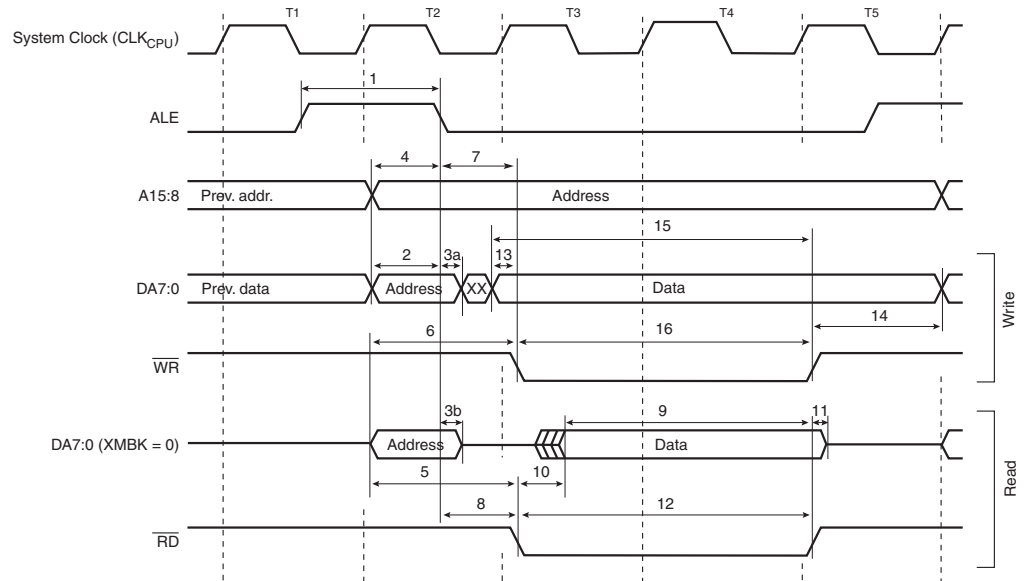 T1 T2 T3 T4 T5
System Clock (CLKCPU)
1
ALE
4 7
A15:8 Prev. addr. Address
15
2 3a 13
DA7:0 Prev. data Address XX Data
14
6 16
WR
Write
3b 9 11
DA7:0 (XMBK = 0) Address Data
5 10
8 12
RD
Read